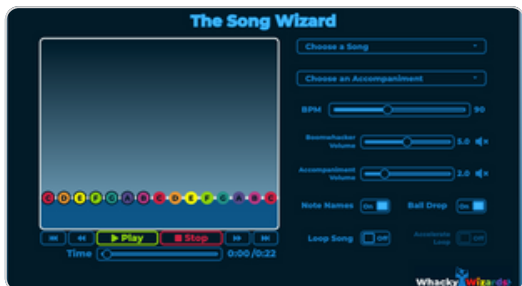 The Song Wizard
Choose a Song
Choose an Accompaniment
BPM 90
Boomwhacker
Volume 5.0
Accompaniment
Volume 2.0
C D E F G A B C D E F G A B C
Note Names On Ball Drop On
Play Stop
Loop Song Off Accelerate
Loop Off
Time 0:00/0:22
Whacky Wizards